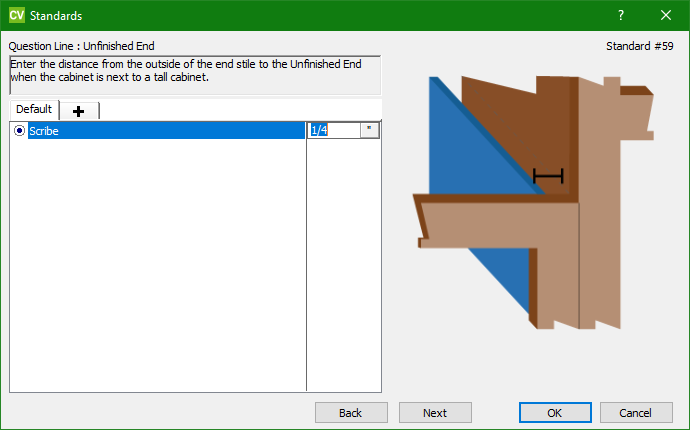 CV Standards ?
Question Line : Unfinished End
Standard #59
Enter the distance from the outside of the end stile to the Unfinished End
when the cabinet is next to a tall cabinet.
Default +
Scribe 1/4 "
Back Next OK Cancel